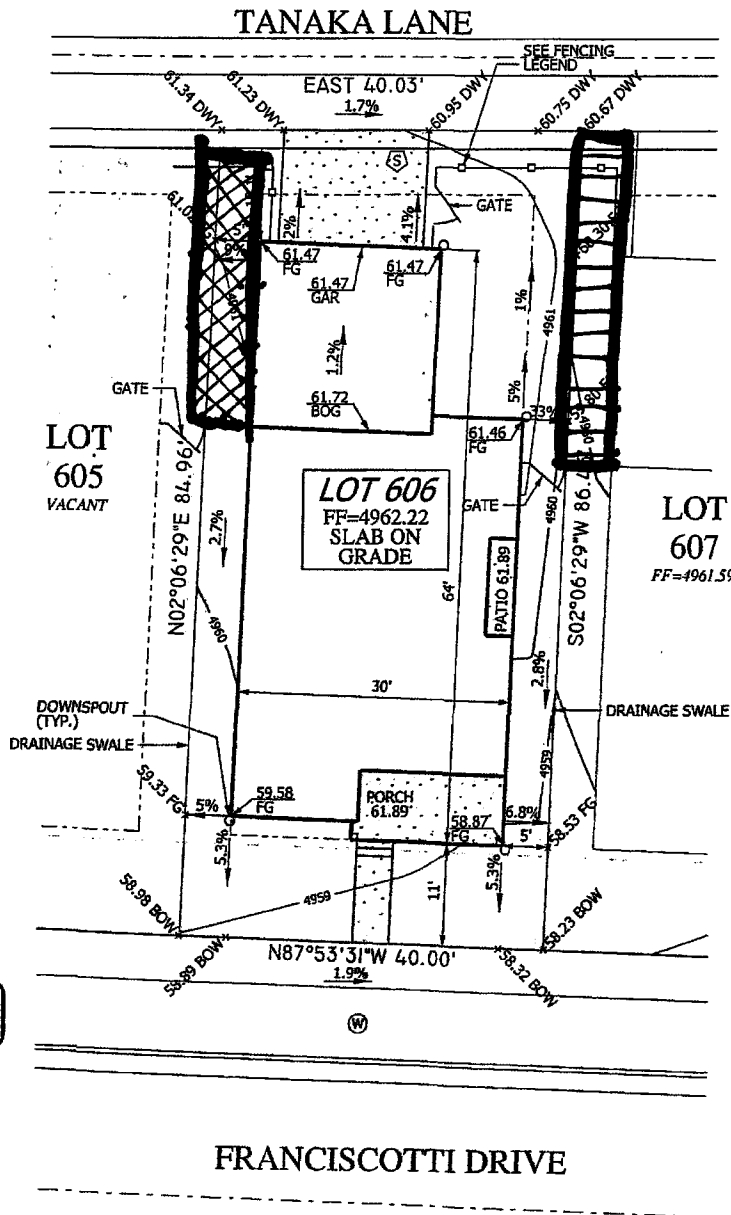 TANAKA LANE
SEE FENCING
LEGEND
EAST 40.03'
1.7%
61.34 DWY
61.23 DWY
60.95 DWY
60.75 DWY
60.67 DWY
S
GATE
2%
4.1%
61.47
FG
61.47
GAR
61.47
FG
1%
4961
1.2%
5%
GATE
61.72
BOG
61.46
FG
33%
LOT
605
VACANT
LOT 606
FF=4962.22
SLAB ON
GRADE
GATE
4960
LOT
607
FF=4961.59
N02°06'29"E 84.96'
2.7%
S02°06'29"W
PATIO 61.89
64'
4960
2.8%
30'
DOWNSPOUT
(TYP.)
DRAINAGE SWALE
DRAINAGE SWALE
4959
59.33 FG
5%
59.58
FG
PORCH
61.89'
58.87
FG
6.8%
5'
58.53 FG
5.3%
5.3%
58.98 BOW
4959
11'
58.23 BOW
58.89 BOW
N87°53'31"W 40.00'
1.9%
58.32 BOW
W
FRANCISCOTTI DRIVE